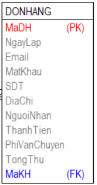 DONHANG
MaDH (PK)
NgayLap
Email
MatKhau
SDT
DiaChi
NguoiNhan
ThanhTien
PhiVanChuyen
TongThu
MaKH (FK)